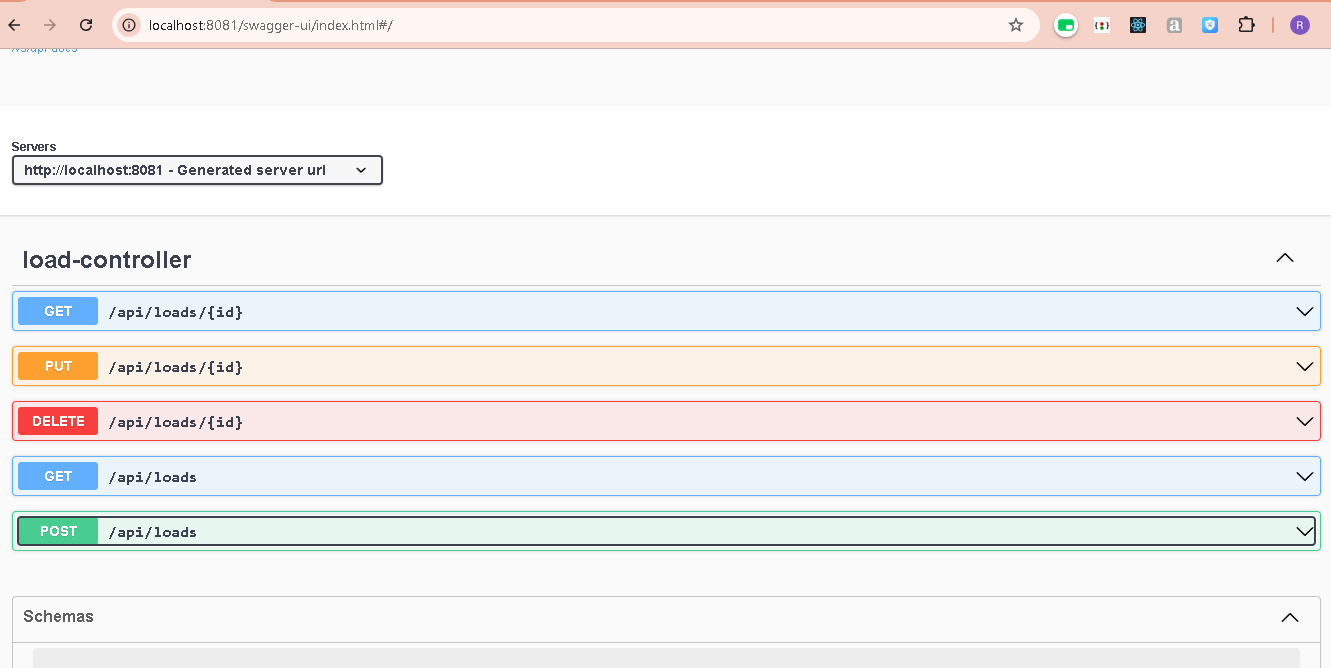 localhost:8081/swagger-ui/index.html#/
R
/v3/api-docs
Servers
http://localhost:8081 - Generated server url
load-controller
GET /api/loads/{id}
PUT /api/loads/{id}
DELETE /api/loads/{id}
GET /api/loads
POST /api/loads
Schemas